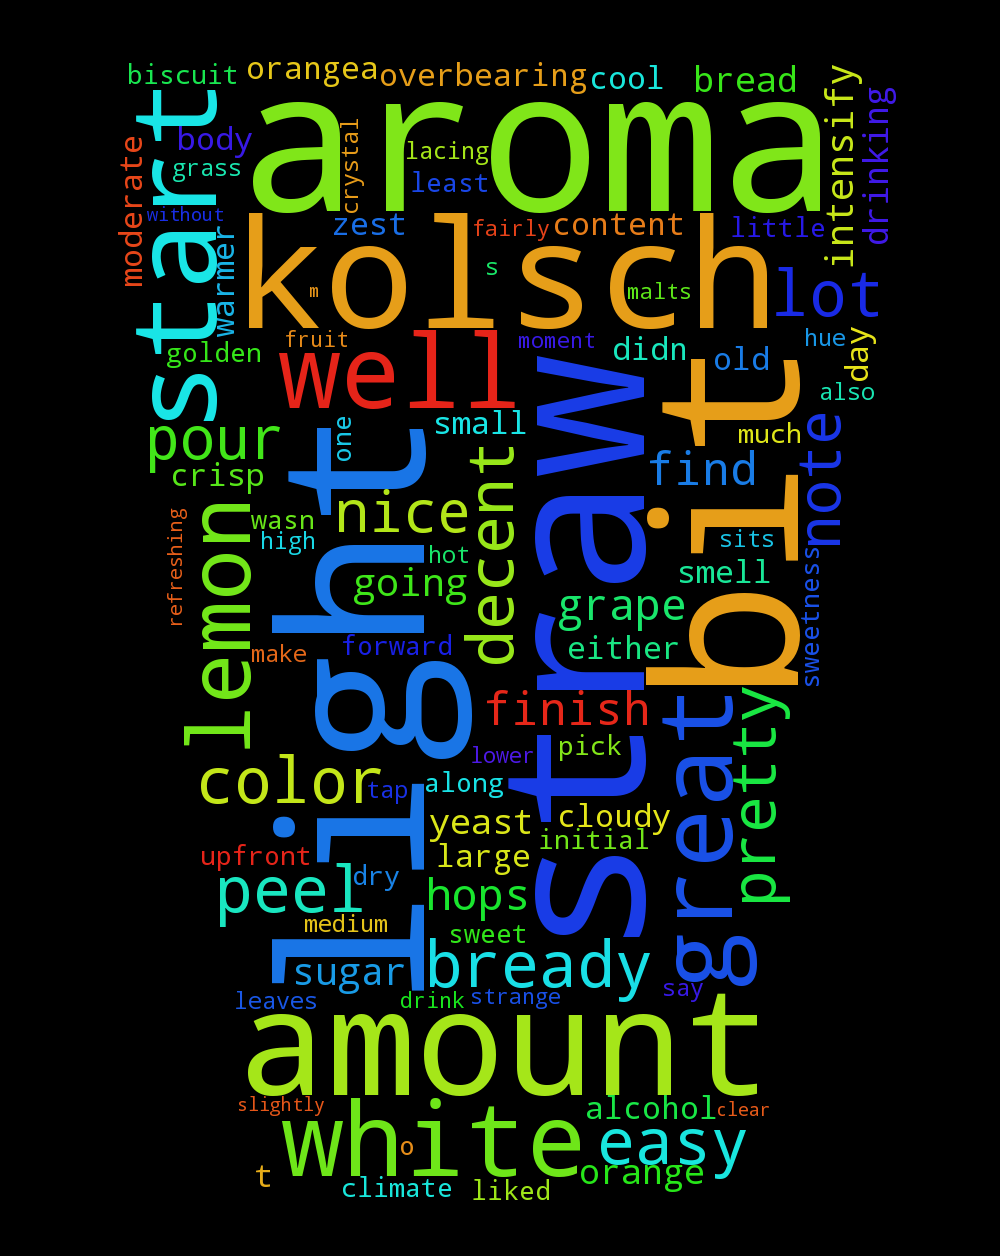 biscuit
orangea
overbearing
cool
bread
intensify
drinking
start
aroma
body
crystal
lacing
moderate
grass
least
without
zest
fairly
content
little
warmer
kolsch
s
m
malts
lot
golden
fruit
well
moment
didn
old
hue
day
also
pour
one
small
straw
bit
much
note
crisp
light
nice
decent
find
refreshing
lemon
wasn
high
hot
sits
going
smell
sweetness
grape
make
forward
either
finish
great
pretty
lower
pick
color
tap
along
yeast
cloudy
initial
upfront
large
peel
dry
hops
medium
sweet
sugar
bready
leaves
drink
strange
say
amount
slightly
white
alcohol
clear
o
easy
t
climate
liked
orange